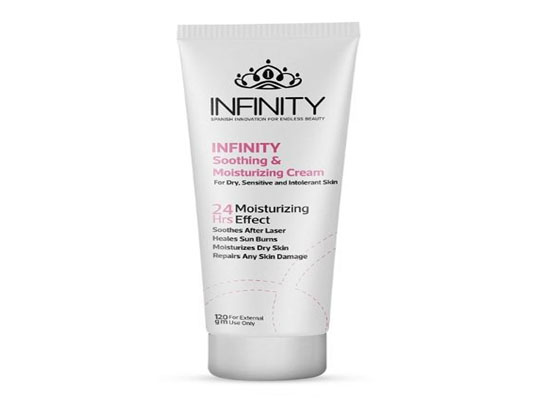 INFINITY
SPANISH INNOVATION FOR ENDLESS BEAUTY
INFINITY
Soothing &
Moisturizing Cream
For Dry, Sensitive and Intolerant Skin
24 Moisturizing
Hrs Effect
Soothes After Laser
Heales Sun Burns
Moisturizes Dry Skin
Repairs Any Skin Damage
120 For External
gm Use Only